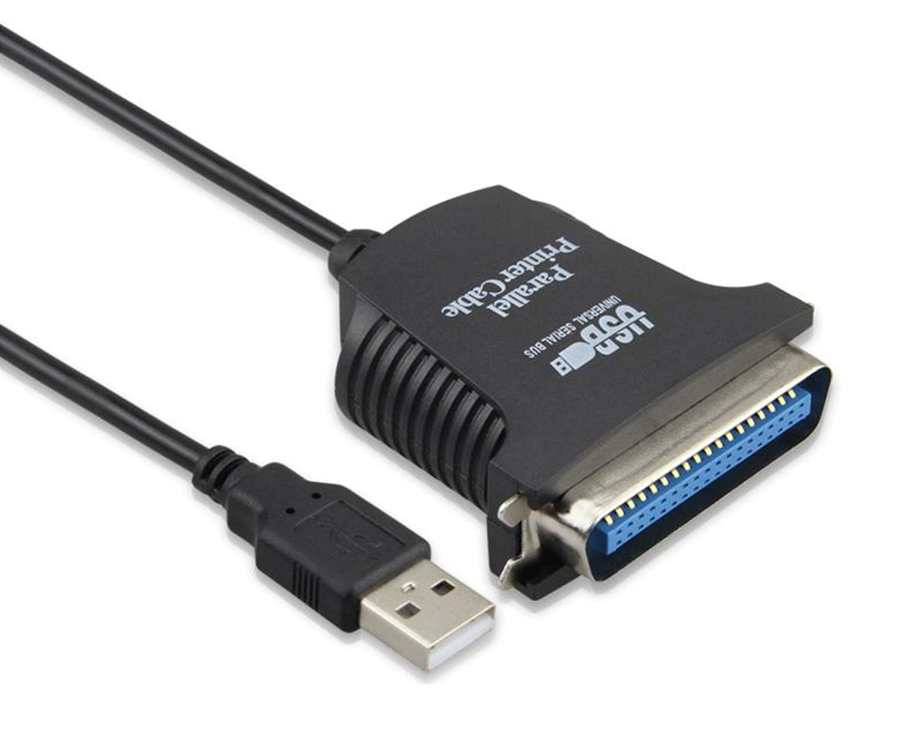 USB
UNIVERSAL SERIAL BUS
Parallel
Printer Cable